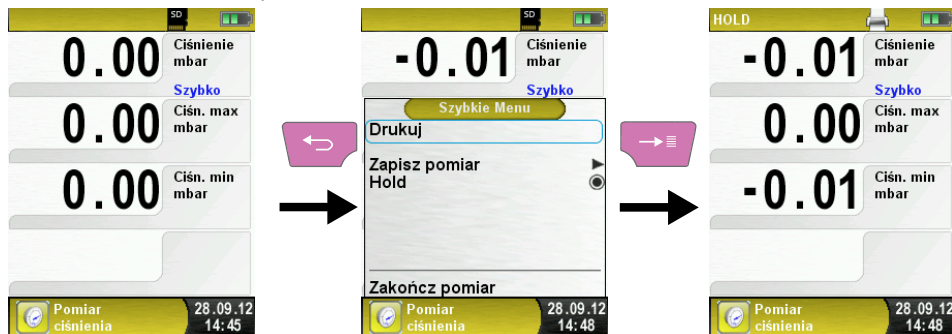 SD
0.00
Ciśnienie
mbar
Szybko
0.00
Ciśn. max
mbar
0.00
Ciśn. min
mbar
Pomiar
ciśnienia
28.09.12
14:45
SD
-0.01
Ciśnienie
mbar
Szybko
Szybkie Menu
Drukuj
Zapisz pomiar
Hold
Zakończ pomiar
Pomiar
ciśnienia
28.09.12
14:48
HOLD
-0.01
Ciśnienie
mbar
Szybko
0.00
Ciśn. max
mbar
-0.01
Ciśn. min
mbar
Pomiar
ciśnienia
28.09.12
14:48